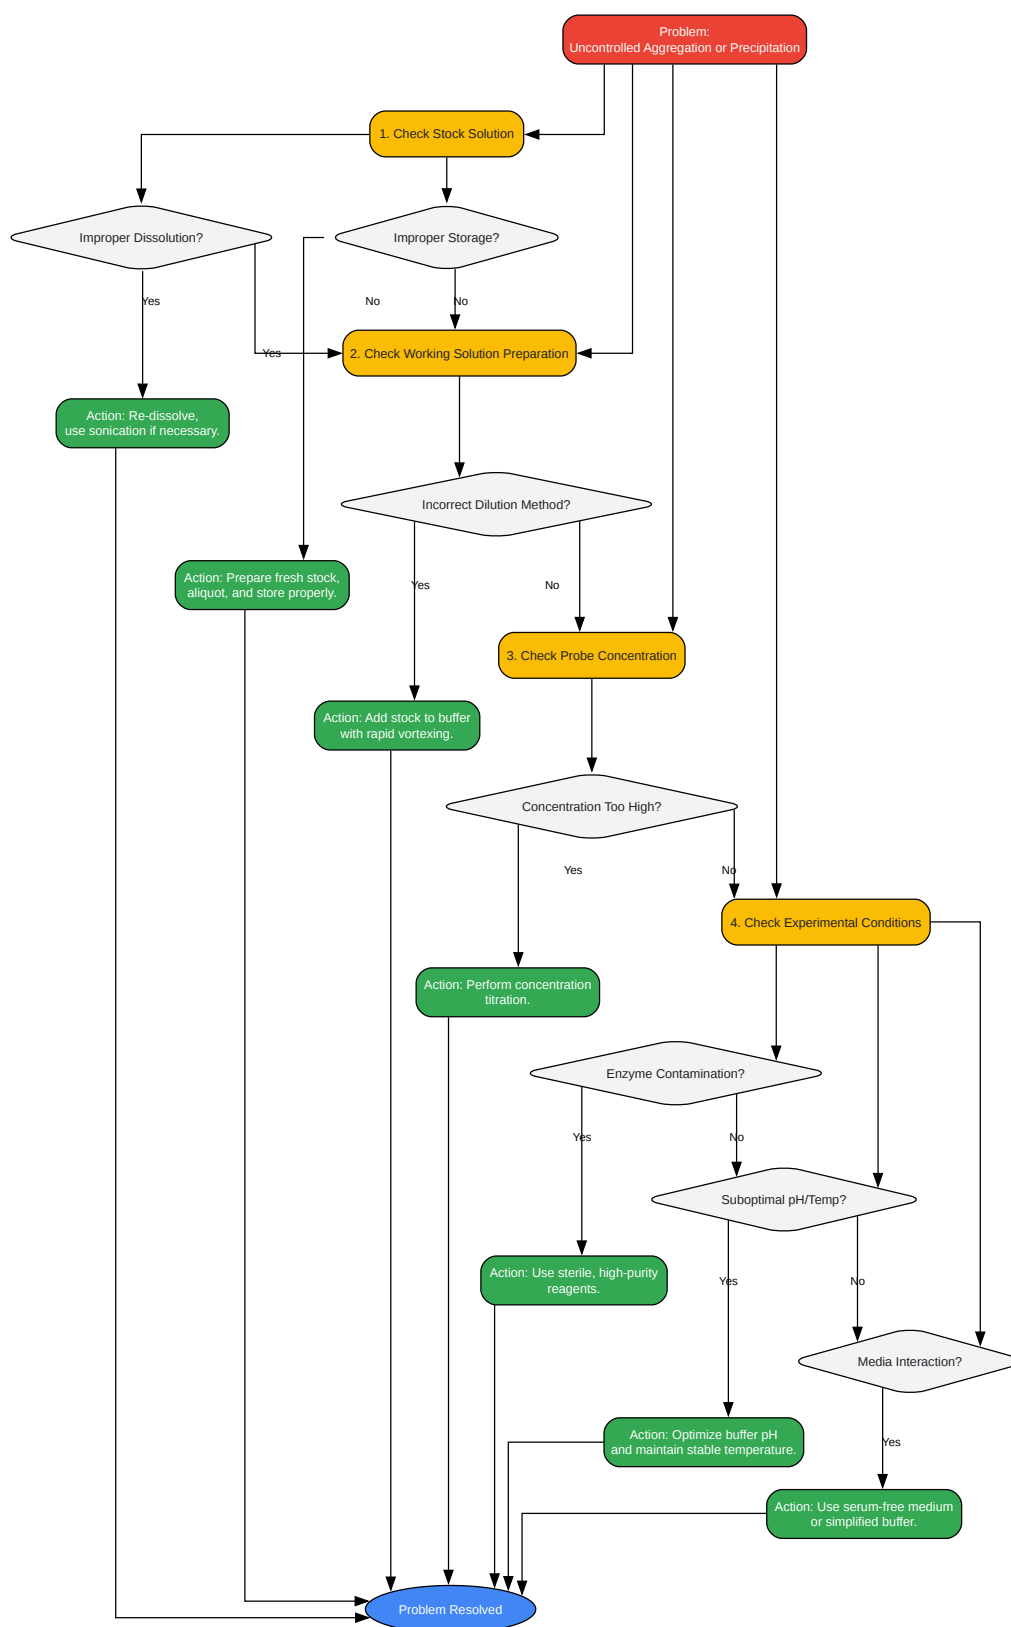 Problem:
Uncontrolled Aggregation or Precipitation
1. Check Stock Solution
Improper Dissolution?
Improper Storage?
Yes
No
No
Yes
2. Check Working Solution Preparation
Action: Re-dissolve,
use sonication if necessary.
Incorrect Dilution Method?
Action: Prepare fresh stock,
aliquot, and store properly.
Yes
No
3. Check Probe Concentration
Action: Add stock to buffer
with rapid vortexing.
Concentration Too High?
Yes
No
4. Check Experimental Conditions
Action: Perform concentration
titration.
Enzyme Contamination?
Yes
No
Suboptimal pH/Temp?
Action: Use sterile, high-purity
reagents.
Yes
No
Media Interaction?
Action: Optimize buffer pH
and maintain stable temperature.
Yes
Action: Use serum-free medium
or simplified buffer.
Problem Resolved